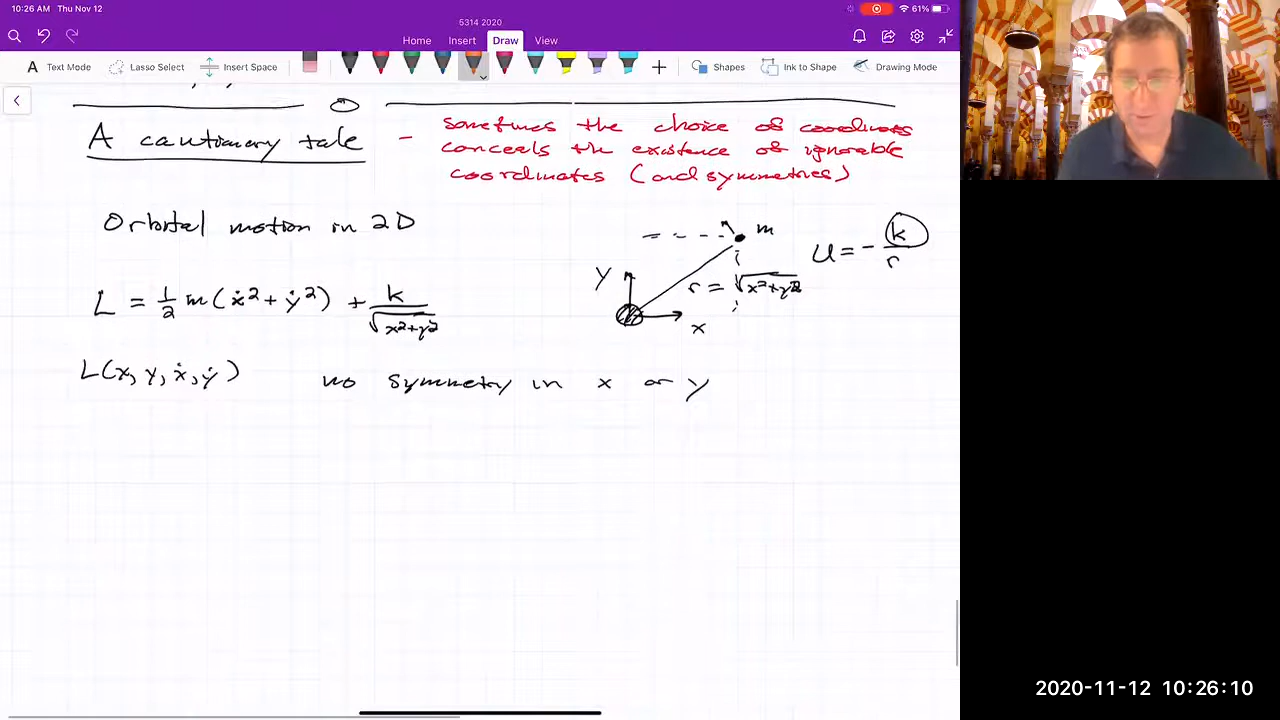 10:26 AM Thu Nov 12
61%
5314 2020
Home Insert Draw View
A Text Mode Lasso Select Insert Space Shapes Ink to Shape Drawing Mode
A cautionary tale - sometimes the choice of coordinates
conceels the existence of ignorable
coordinates (and symmetries)
Orbital motion in 2D
m
U = - k/r
Y
r = √x²+y²
x
L = 1/2 m(ẋ² + ẏ²) + k/√x²+y²
L(x, y, ẋ, ẏ) no symmetry in x or y
2020-11-12 10:26:10